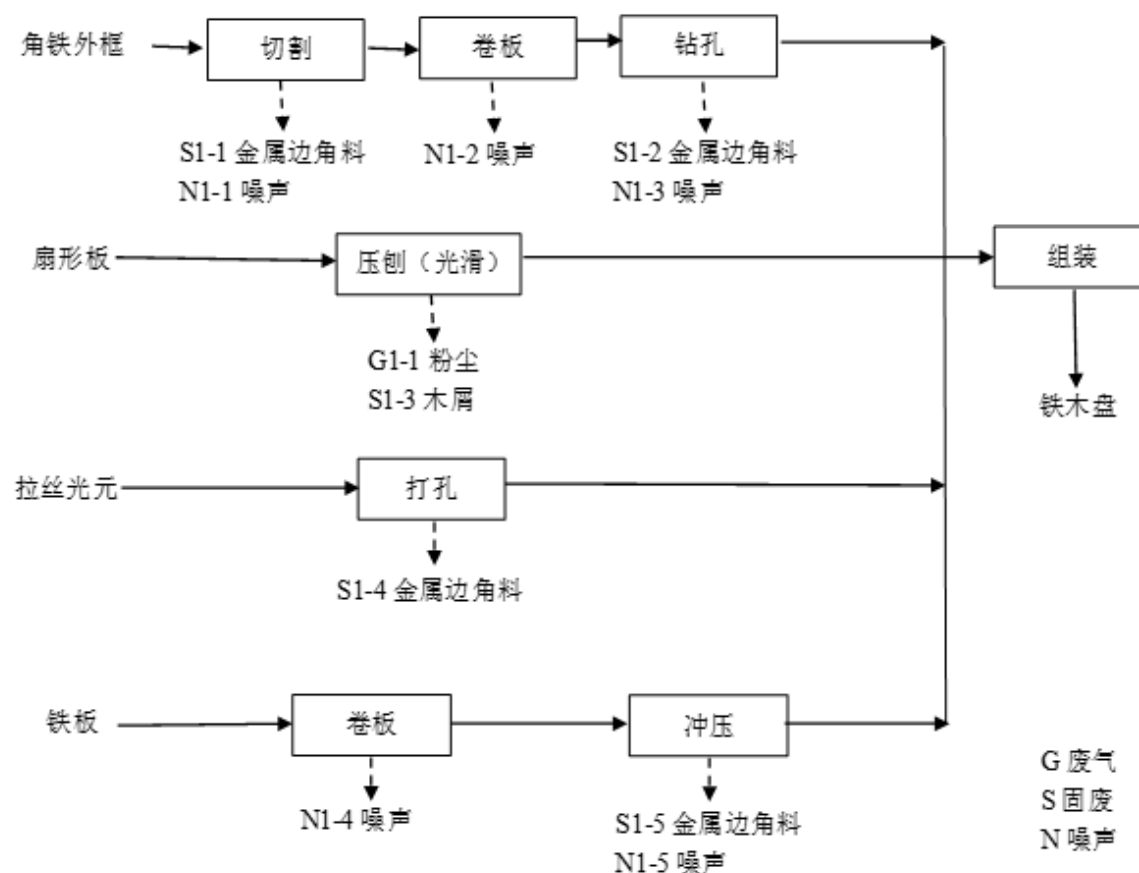 角铁外框
切割
卷板
钻孔
S1-1 金属边角料
N1-1 噪声
N1-2 噪声
S1-2 金属边角料
N1-3 噪声
扇形板
压刨（光滑）
组装
G1-1 粉尘
S1-3 木屑
铁木盘
拉丝光元
打孔
S1-4 金属边角料
铁板
卷板
冲压
N1-4 噪声
S1-5 金属边角料
N1-5 噪声
G 废气
S 固废
N 噪声